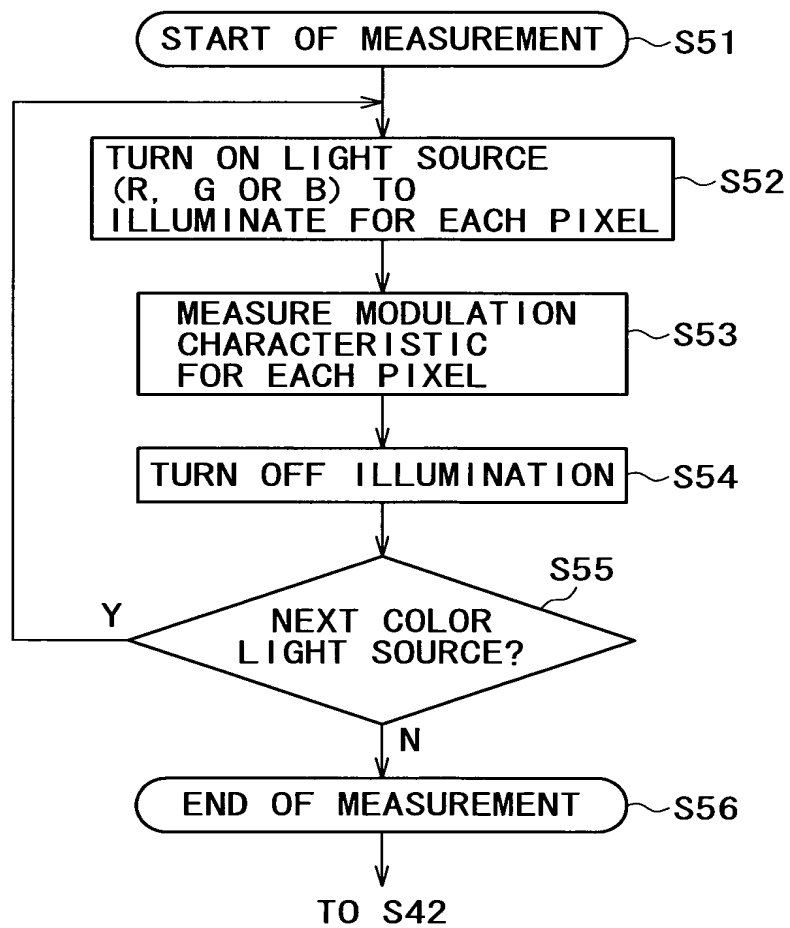 START OF MEASUREMENT S51
TURN ON LIGHT SOURCE
(R, G OR B) TO
ILLUMINATE FOR EACH PIXEL
S52
MEASURE MODULATION
CHARACTERISTIC
FOR EACH PIXEL
S53
TURN OFF ILLUMINATION S54
S55
Y
NEXT COLOR
LIGHT SOURCE?
N
END OF MEASUREMENT S56
TO S42